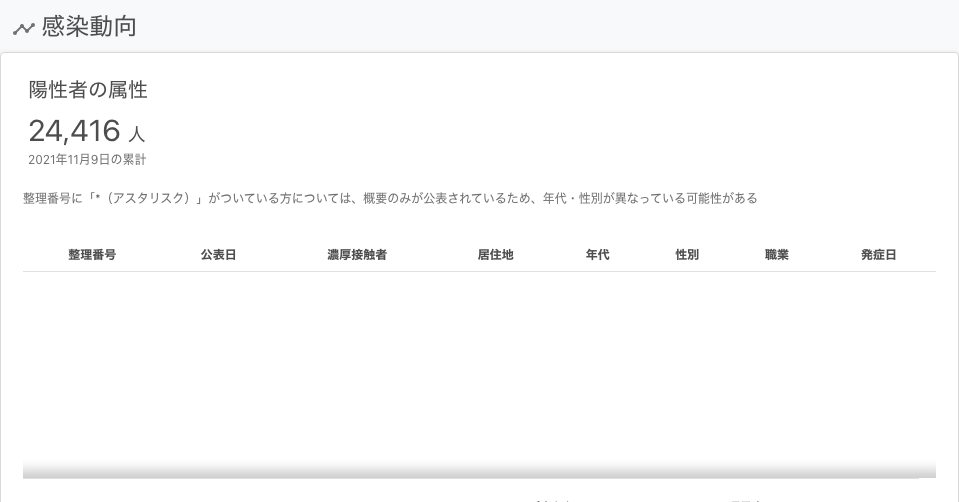 感染動向
陽性者の属性
24,416 人
2021年11月9日の累計
整理番号に「*（アスタリスク）」がついている方については、概要のみが公表されているため、年代・性別が異なっている可能性がある
整理番号 公表日 濃厚接触者 居住地 年代 性別 職業 発症日